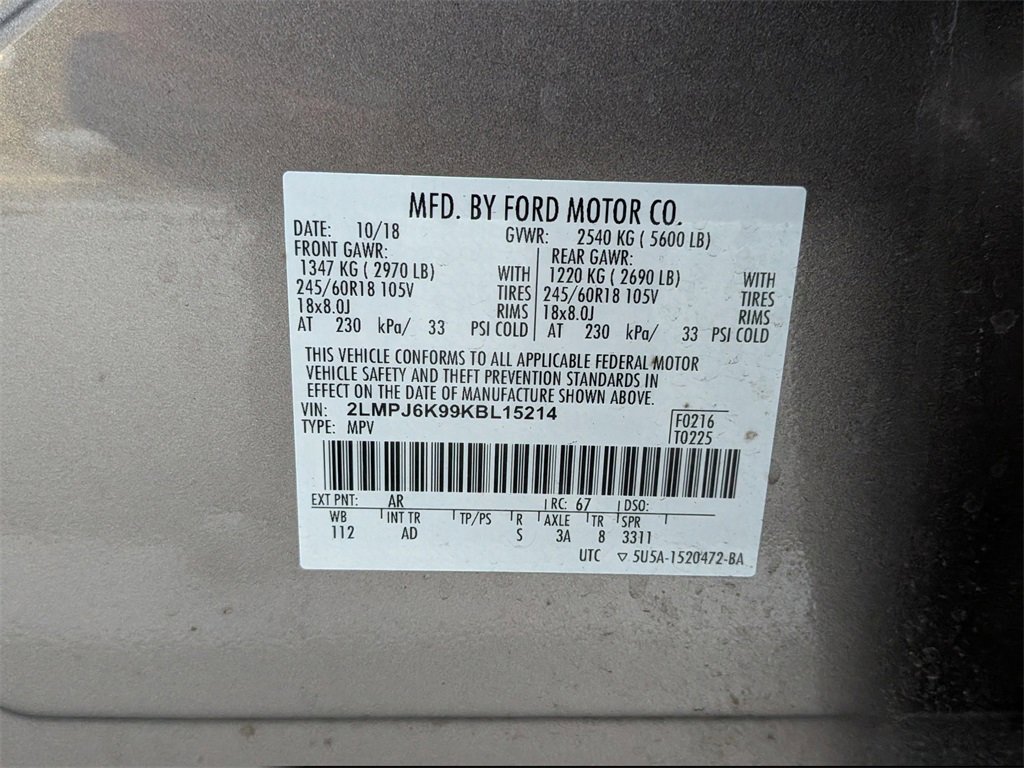 MFD. BY FORD MOTOR CO.
DATE: 10/18 GVWR: 2540 KG ( 5600 LB)
FRONT GAWR: REAR GAWR:
1347 KG ( 2970 LB) WITH 1220 KG ( 2690 LB) WITH
245/60R18 105V TIRES 245/60R18 105V TIRES
18x8.0J RIMS 18x8.0J RIMS
AT 230 kPa/ 33 PSI COLD AT 230 kPa/ 33 PSI COLD
THIS VEHICLE CONFORMS TO ALL APPLICABLE FEDERAL MOTOR
VEHICLE SAFETY AND THEFT PREVENTION STANDARDS IN
EFFECT ON THE DATE OF MANUFACTURE SHOWN ABOVE.
VIN: 2LMPJ6K99KBL15214 F0216
TYPE: MPV T0225
EXT PNT: AR RC: 67 DSO:
WB INT TR TP/PS R AXLE TR SPR
112 AD S 3A 8 3311
UTC ▽ 5U5A-1520472-BA